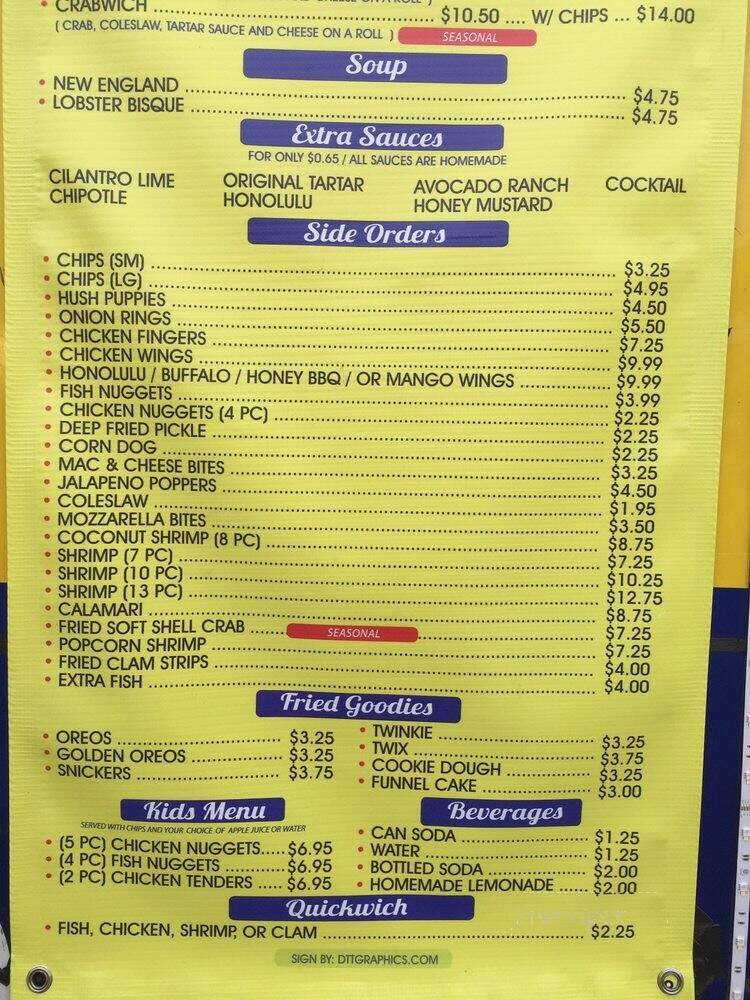 CHEESE ON A ROLL )
• CRABWICH ........ $10.50 .... W/ CHIPS ... $14.00
( CRAB, COLESLAW, TARTAR SAUCE AND CHEESE ON A ROLL ) SEASONAL
Soup
• NEW ENGLAND ........ $4.75
• LOBSTER BISQUE ........ $4.75
Extra Sauces
FOR ONLY $0.65 / ALL SAUCES ARE HOMEMADE
CILANTRO LIME ORIGINAL TARTAR AVOCADO RANCH COCKTAIL
CHIPOTLE HONOLULU HONEY MUSTARD
Side Orders
• CHIPS (SM) ........ $3.25
• CHIPS (LG) ........ $4.95
• HUSH PUPPIES ........ $4.50
• ONION RINGS ........ $5.50
• CHICKEN FINGERS ........ $7.25
• CHICKEN WINGS ........ $9.99
• HONOLULU / BUFFALO / HONEY BBQ / OR MANGO WINGS ........ $9.99
• FISH NUGGETS ........ $3.99
• CHICKEN NUGGETS (4 PC) ........ $2.25
• DEEP FRIED PICKLE ........ $2.25
• CORN DOG ........ $2.25
• MAC & CHEESE BITES ........ $3.25
• JALAPENO POPPERS ........ $4.50
• COLESLAW ........ $1.95
• MOZZARELLA BITES ........ $3.50
• COCONUT SHRIMP (8 PC) ........ $8.75
• SHRIMP (7 PC) ........ $7.25
• SHRIMP (10 PC) ........ $10.25
• SHRIMP (13 PC) ........ $12.75
• CALAMARI ........ $8.75
• FRIED SOFT SHELL CRAB ...... SEASONAL ........ $7.25
• POPCORN SHRIMP ........ $7.25
• FRIED CLAM STRIPS ........ $4.00
• EXTRA FISH ........ $4.00
Fried Goodies
• OREOS ........ $3.25
• GOLDEN OREOS ........ $3.25
• SNICKERS ........ $3.75
• TWINKIE ........ $3.25
• TWIX ........ $3.75
• COOKIE DOUGH ........ $3.25
• FUNNEL CAKE ........ $3.00
Kids Menu
SERVED WITH CHIPS AND YOUR CHOICE OF APPLE JUICE OR WATER
• (5 PC) CHICKEN NUGGETS..... $6.95
• (4 PC) FISH NUGGETS ........ $6.95
• (2 PC) CHICKEN TENDERS ..... $6.95
Beverages
• CAN SODA ........ $1.25
• WATER ........ $1.25
• BOTTLED SODA ........ $2.00
• HOMEMADE LEMONADE ...... $2.00
Quickwich
• FISH, CHICKEN, SHRIMP, OR CLAM ........ $2.25
SIGN BY: DTTGRAPHICS.COM